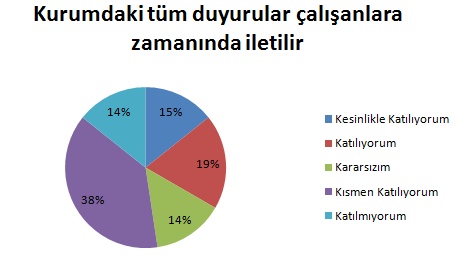 Kurumdaki tüm duyurular çalışanlara
zamanında iletilir
14%
15%
19%
38%
14%
Kesinlikle Katılıyorum
Katılıyorum
Kararsızım
Kısmen Katılıyorum
Katılmıyorum